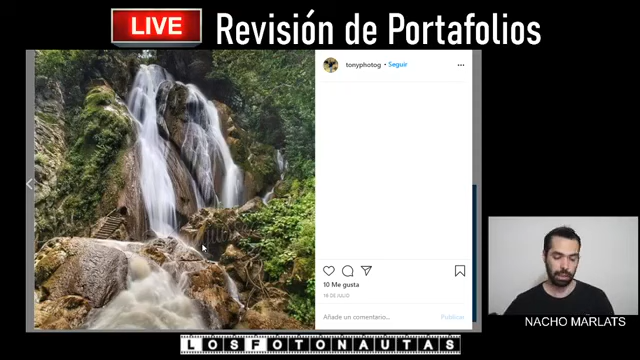 LIVE
Revisión de Portafolios
tonyphotog • Seguir
10 Me gusta
18 DE JULIO
Añade un comentario...
Publicar
NACHO MARLATS
LOSFOTONAUTAS